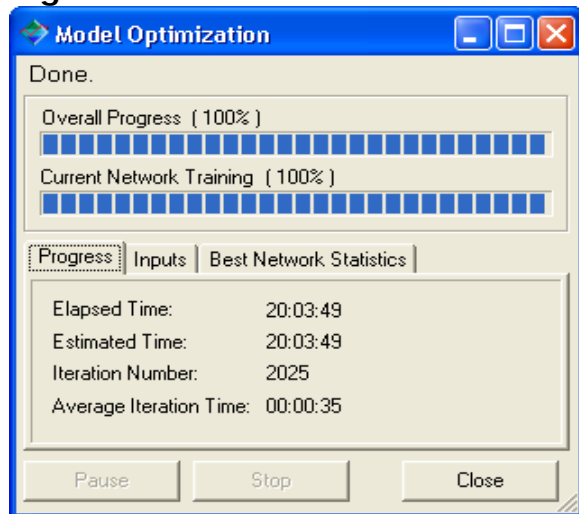 Model Optimization
Done.
Overall Progress ( 100% )
Current Network Training ( 100% )
Progress Inputs Best Network Statistics
Elapsed Time: 20:03:49
Estimated Time: 20:03:49
Iteration Number: 2025
Average Iteration Time: 00:00:35
Pause Stop Close